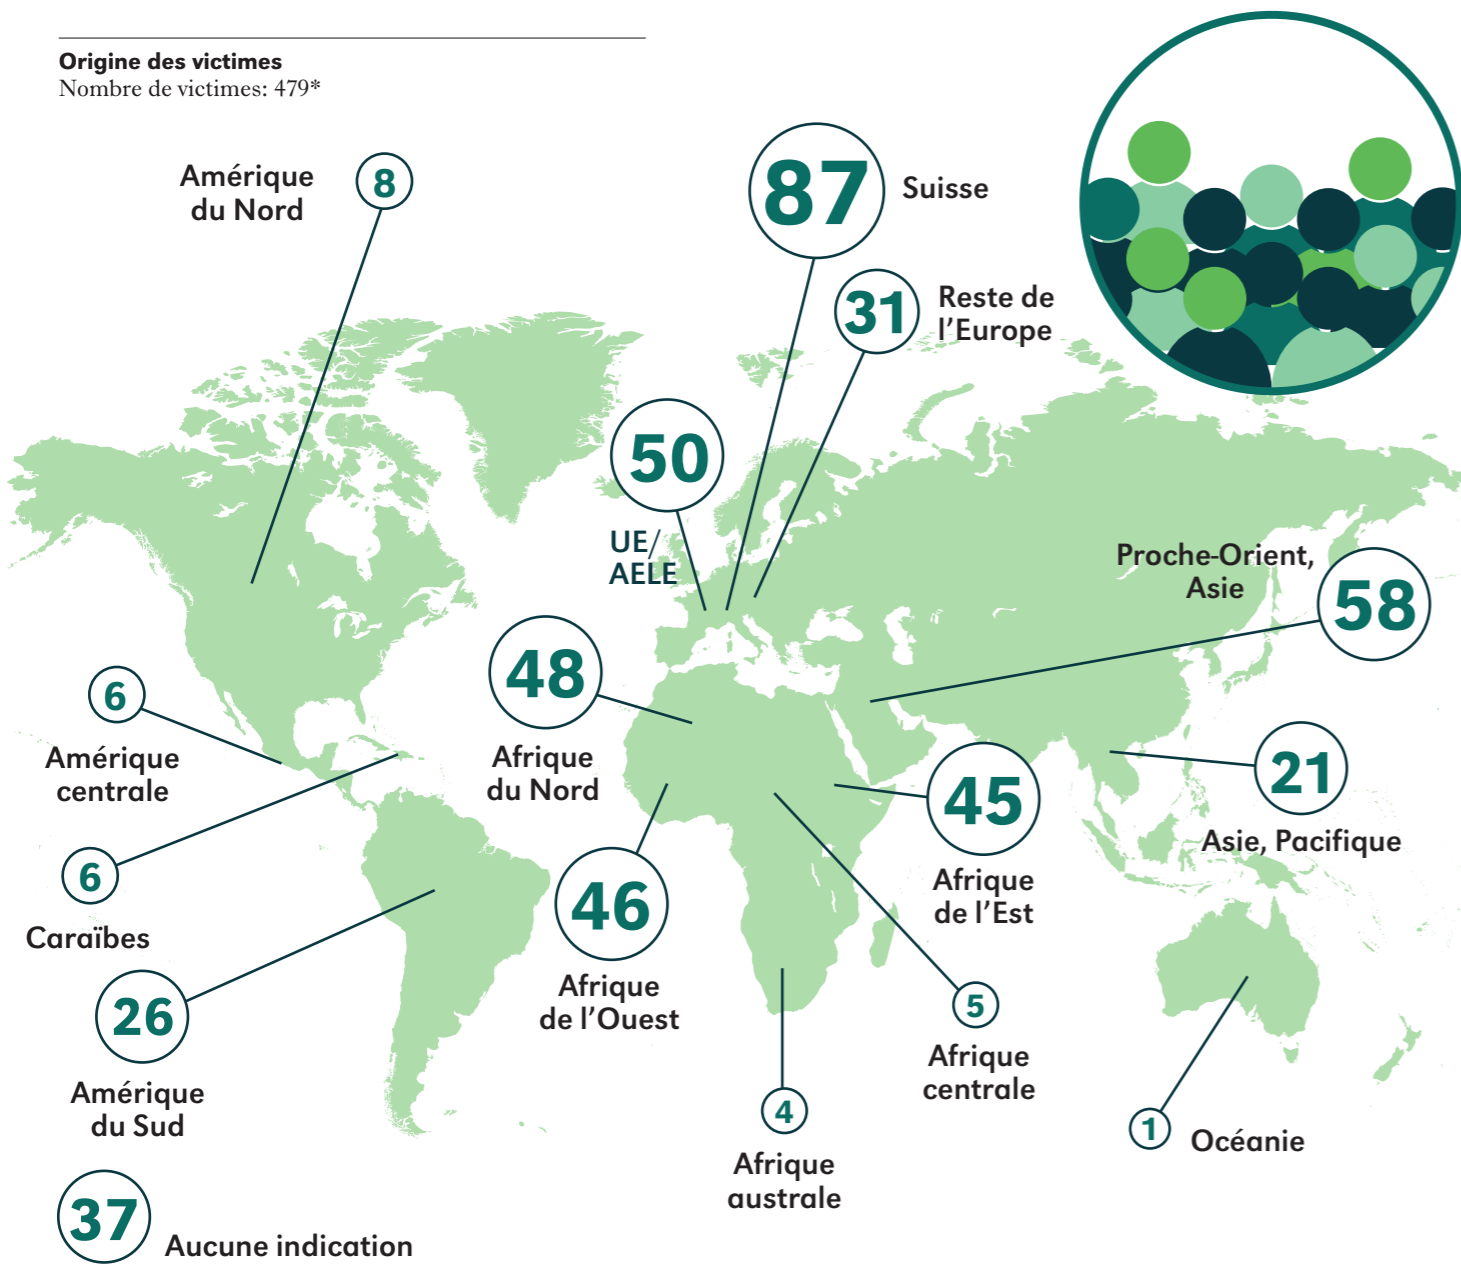 Origine des victimes
Nombre de victimes: 479*
8
Amérique
du Nord
87
Suisse
31
Reste de
l’Europe
50
UE/
AELE
Proche-Orient,
Asie
58
48
Afrique
du Nord
6
Amérique
centrale
45
Afrique
de l’Est
21
Asie, Pacifique
6
Caraïbes
46
Afrique
de l’Ouest
26
Amérique
du Sud
5
Afrique
centrale
4
Afrique
australe
1
Océanie
37
Aucune indication